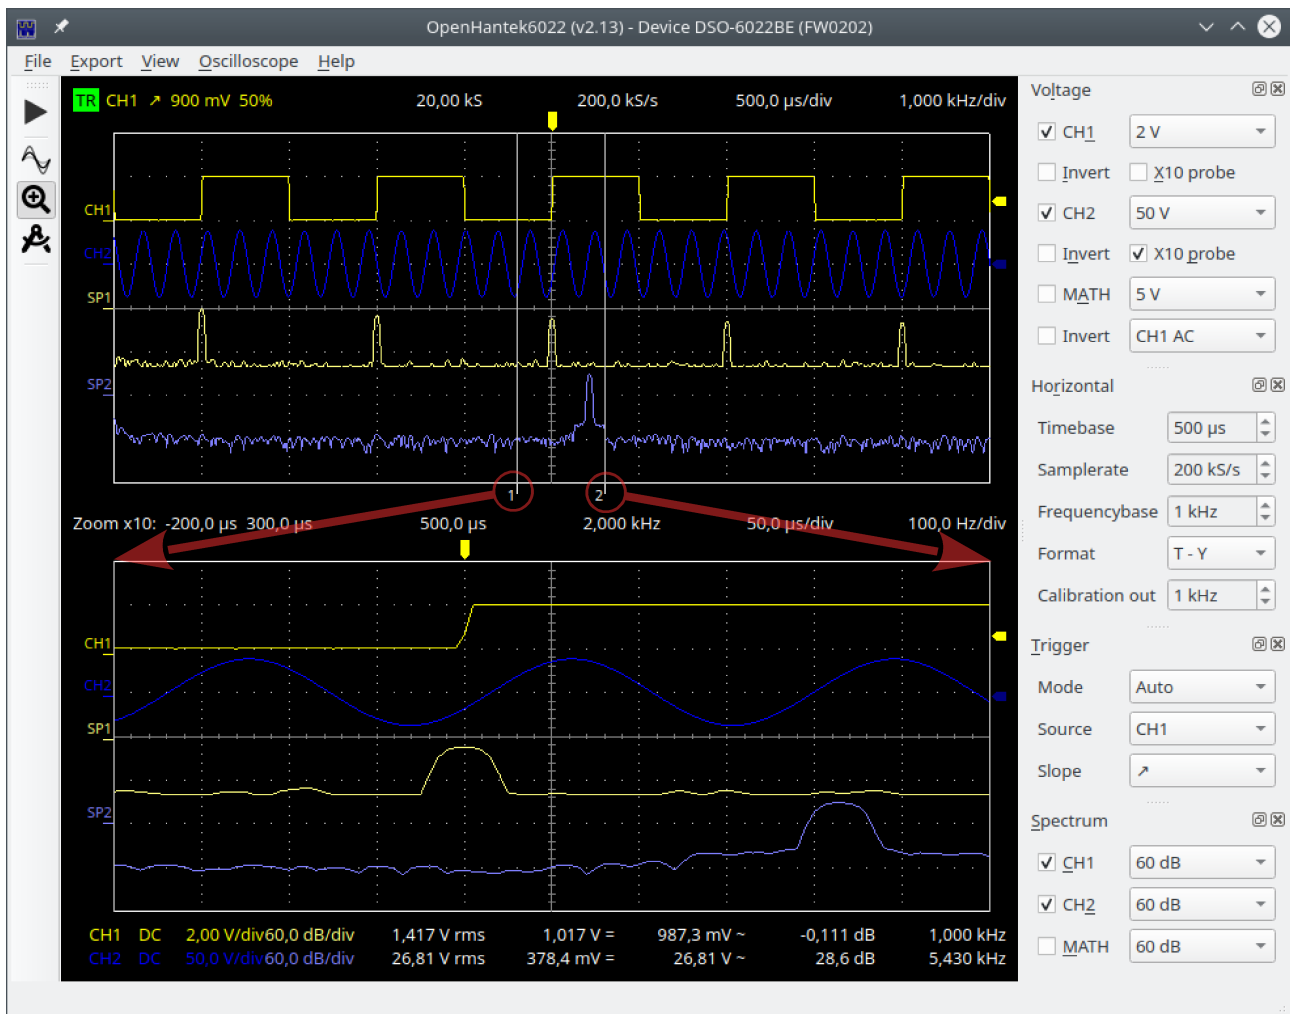 OpenHantek6022 (v2.13) - Device DSO-6022BE (FW0202)
File Export View Oscilloscope Help
TR CH1 ↗ 900 mV 50% 20,00 kS 200,0 kS/s 500,0 µs/div 1,000 kHz/div
CH1
CH2
SP1
SP2
1 2
Zoom x10: -200,0 µs 300,0 µs 500,0 µs 2,000 kHz 50,0 µs/div 100,0 Hz/div
CH1
CH2
SP1
SP2
CH1 DC 2,00 V/div 60,0 dB/div 1,417 V rms 1,017 V = 987,3 mV ~ -0,111 dB 1,000 kHz
CH2 DC 50,0 V/div 60,0 dB/div 26,81 V rms 378,4 mV = 26,81 V ~ 28,6 dB 5,430 kHz
Voltage
CH1 2 V
Invert X10 probe
CH2 50 V
Invert X10 probe
MATH 5 V
Invert CH1 AC
Horizontal
Timebase 500 µs
Samplerate 200 kS/s
Frequencybase 1 kHz
Format T - Y
Calibration out 1 kHz
Trigger
Mode Auto
Source CH1
Slope ↗
Spectrum
CH1 60 dB
CH2 60 dB
MATH 60 dB